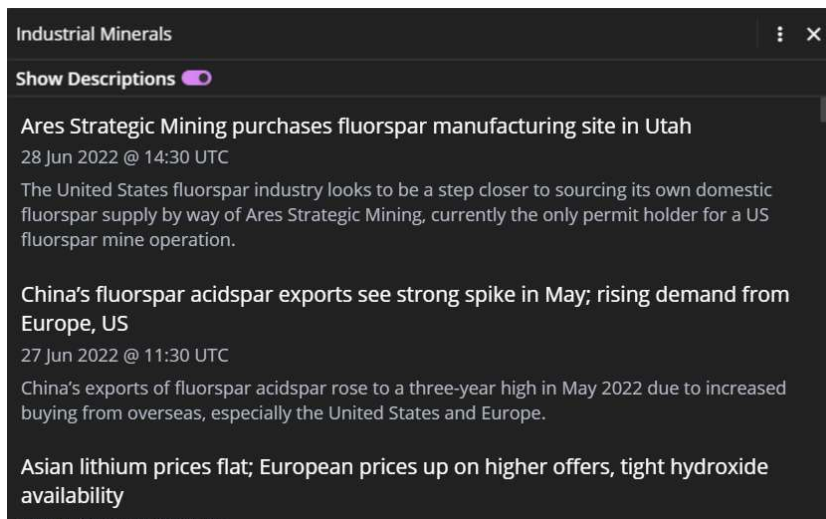 Industrial Minerals
Show Descriptions
Ares Strategic Mining purchases fluorspar manufacturing site in Utah
28 Jun 2022 @ 14:30 UTC
The United States fluorspar industry looks to be a step closer to sourcing its own domestic
fluorspar supply by way of Ares Strategic Mining, currently the only permit holder for a US
fluorspar mine operation.
China’s fluorspar acidspar exports see strong spike in May; rising demand from
Europe, US
27 Jun 2022 @ 11:30 UTC
China’s exports of fluorspar acidspar rose to a three-year high in May 2022 due to increased
buying from overseas, especially the United States and Europe.
Asian lithium prices flat; European prices up on higher offers, tight hydroxide
availability